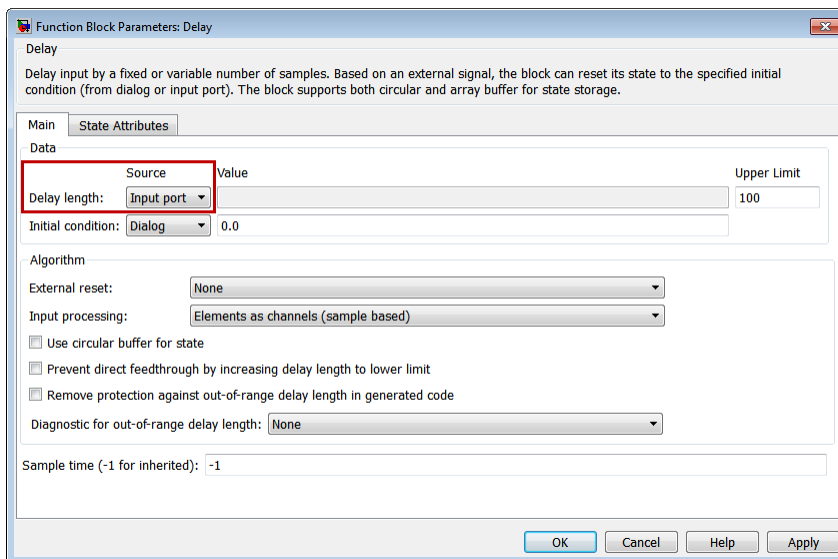 Function Block Parameters: Delay
Delay
Delay input by a fixed or variable number of samples. Based on an external signal, the block can reset its state to the specified initial
condition (from dialog or input port). The block supports both circular and array buffer for state storage.
Main State Attributes
Data
Source Value Upper Limit
Delay length: Input port 100
Initial condition: Dialog 0.0
Algorithm
External reset: None
Input processing: Elements as channels (sample based)
Use circular buffer for state
Prevent direct feedthrough by increasing delay length to lower limit
Remove protection against out-of-range delay length in generated code
Diagnostic for out-of-range delay length: None
Sample time (-1 for inherited): -1
OK Cancel Help Apply